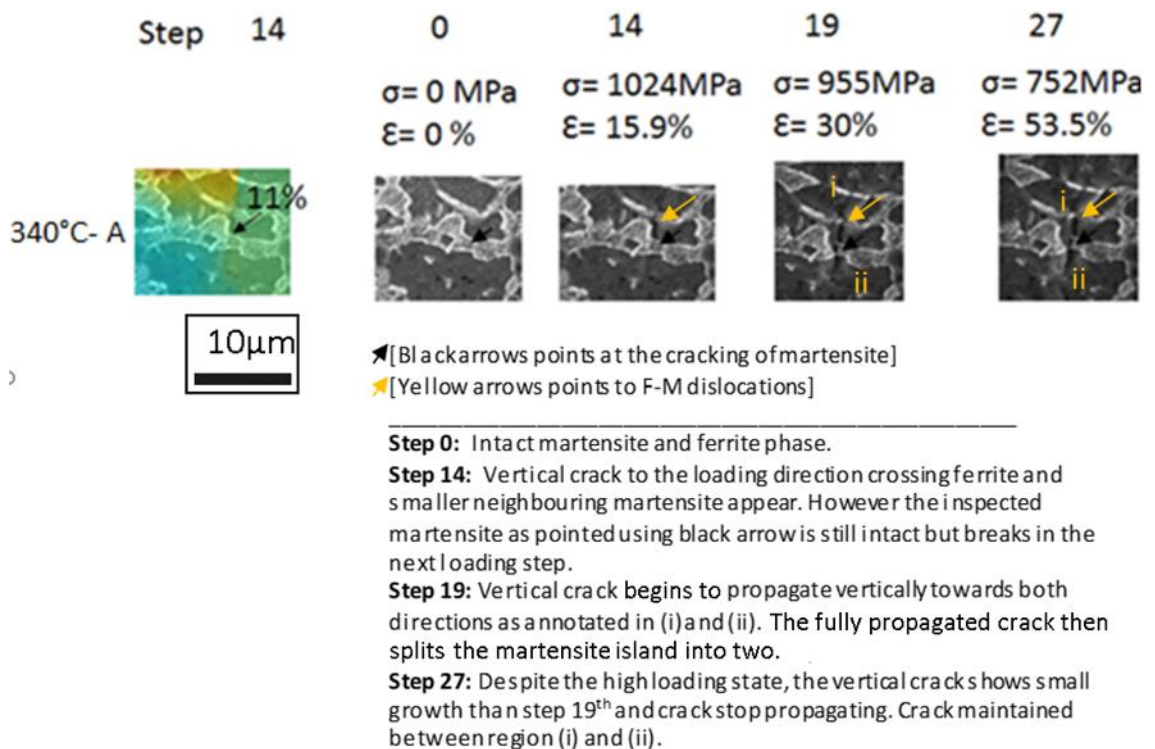 Step 14 0 14 19 27
σ= 0 MPa σ= 1024MPa σ= 955MPa σ= 752MPa
Ɛ= 0 % Ɛ= 15.9% Ɛ= 30% Ɛ= 53.5%
11%
i
i
340°C- A
ii
ii
10µm
[Blackarrows points at the cracking of martensite]
[Yellow arrows points to F-M dislocations]
Step 0: Intact martensite and ferrite phase.
Step 14: Vertical crack to the loading direction crossing ferrite and
smaller neighbouring martensite appear. However the inspected
martensite as pointed using black arrow is still intact but breaks in the
next loading step.
Step 19: Vertical crack begins to propagate vertically towards both
directions as annotated in (i) and (ii). The fully propagated crack then
splits the martensite island into two.
Step 27: Despite the high loading state, the vertical crack shows small
growth than step 19th and crack stop propagating. Crack maintained
between region (i) and (ii).